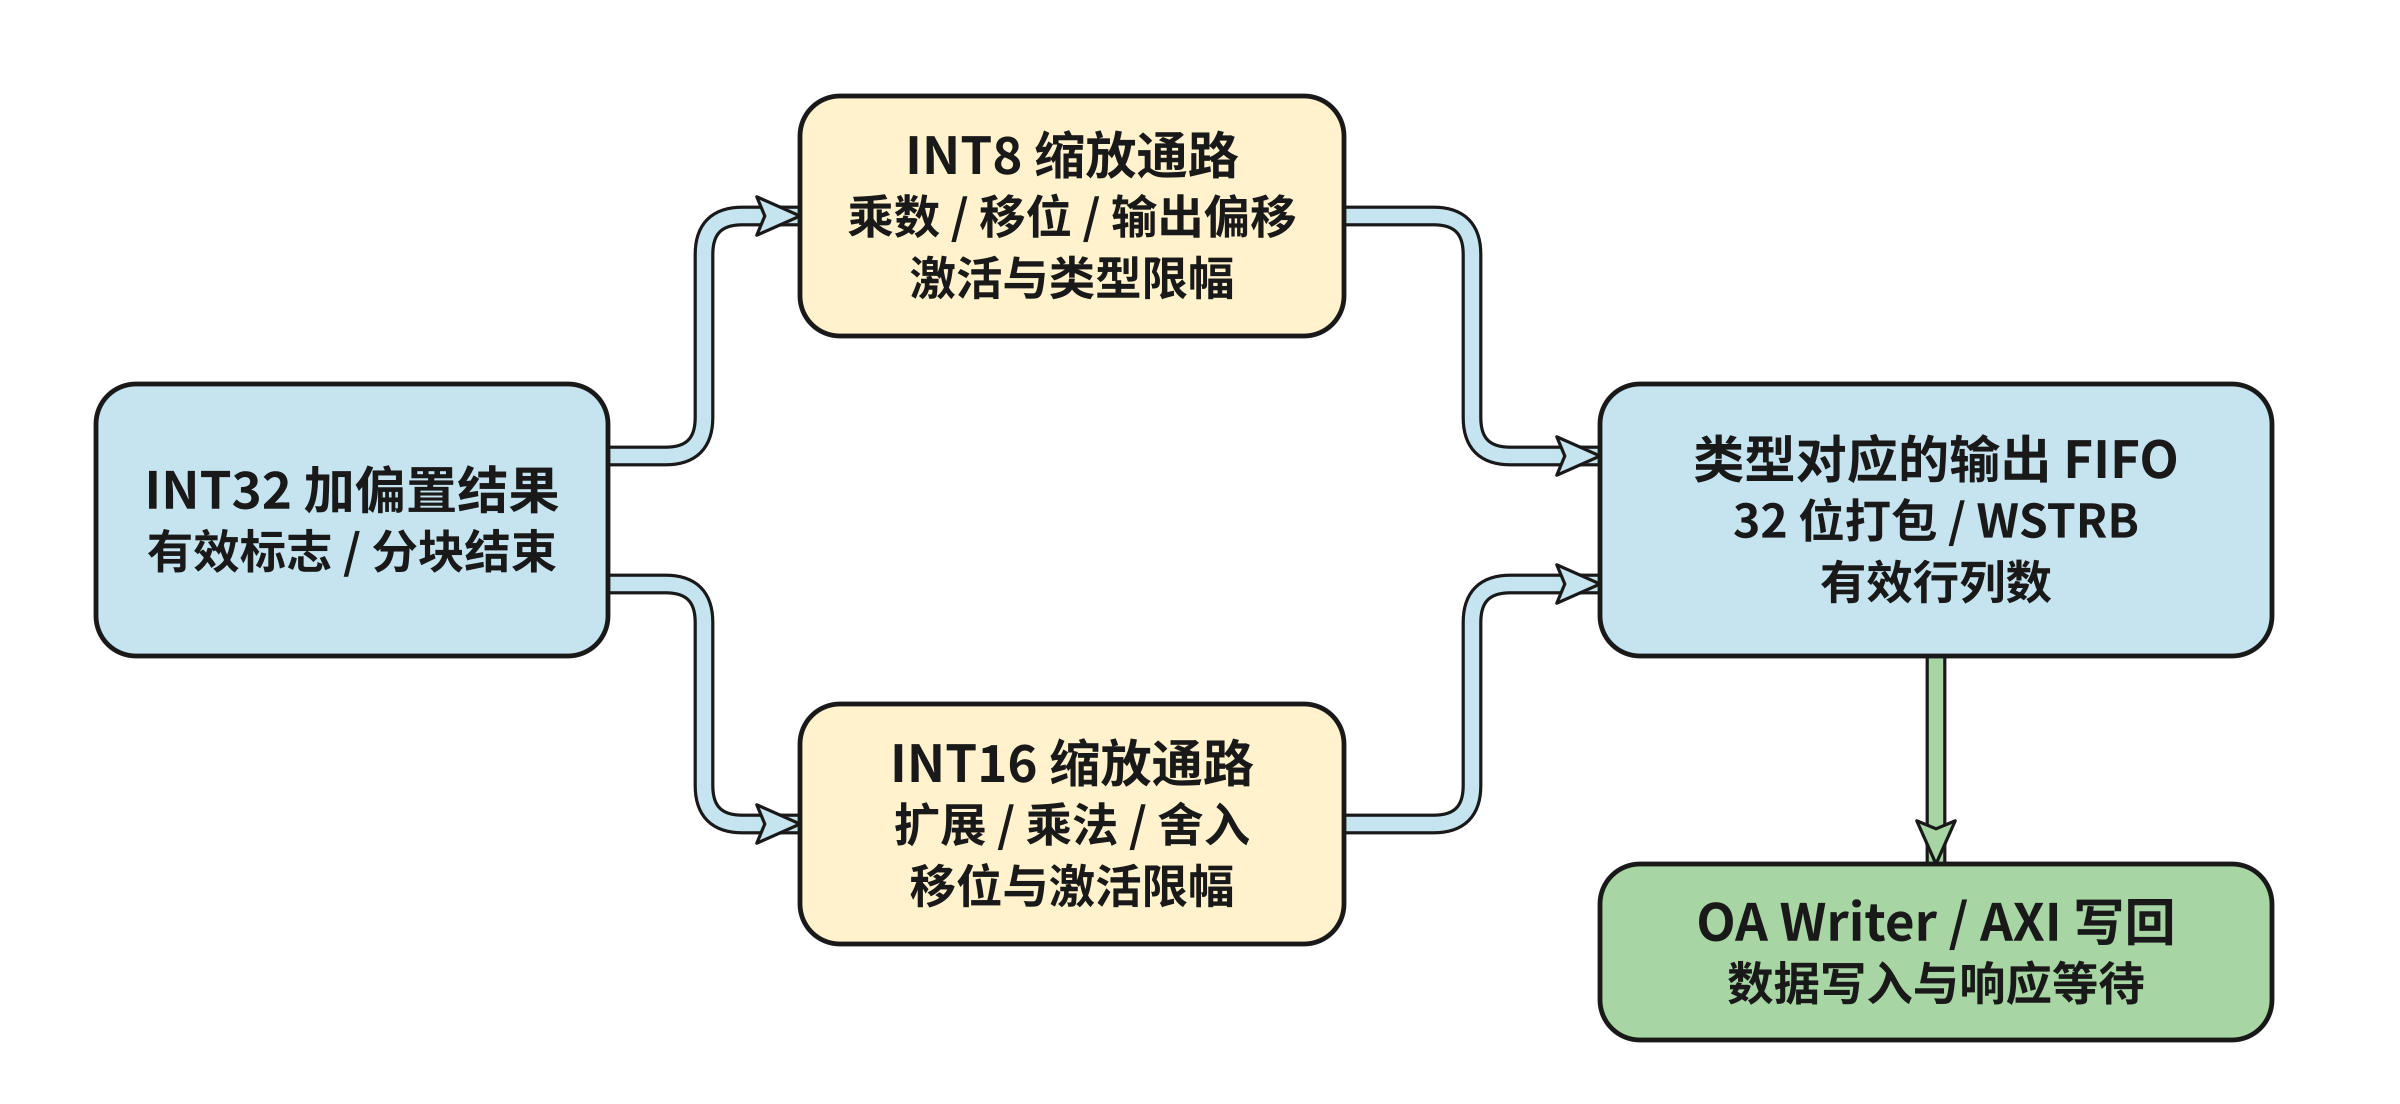 INT32 加偏置结果
有效标志 / 分块结束
INT8 缩放通路
乘数 / 移位 / 输出偏移
激活与类型限幅
INT16 缩放通路
扩展 / 乘法 / 舍入
移位与激活限幅
类型对应的输出 FIFO
32 位打包 / WSTRB
有效行列数
OA Writer / AXI 写回
数据写入与响应等待